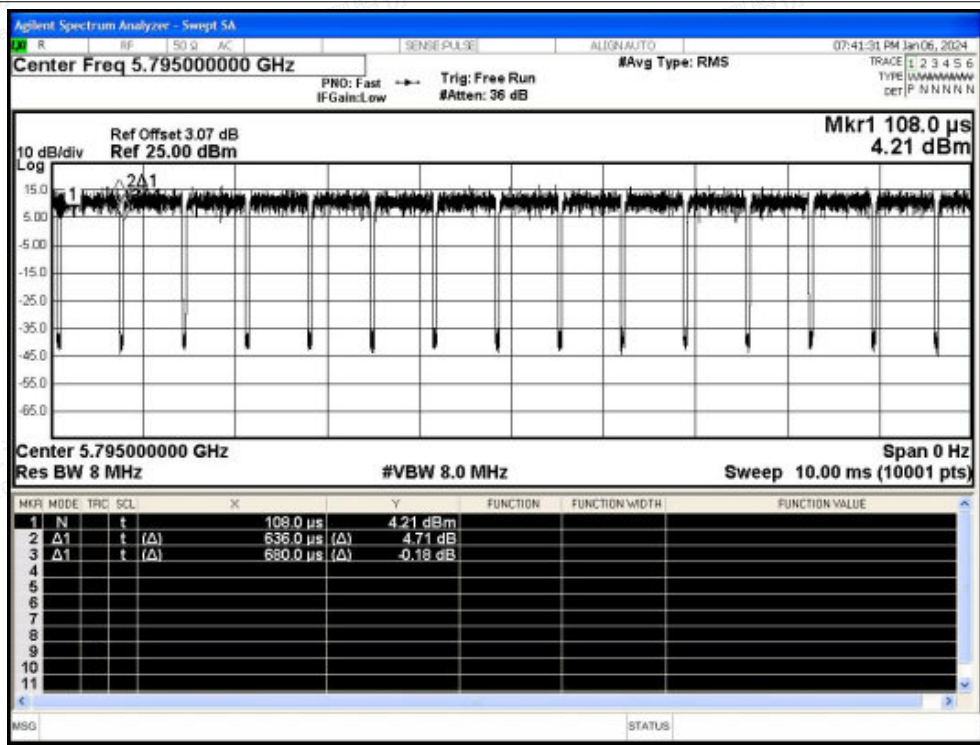 Agilent Spectrum Analyzer - Swept SA
R RF 50 Ω AC SENSE:PULSE ALIGN AUTO 07:41:31 PM Jan 06, 2024
Center Freq 5.795000000 GHz #Avg Type: RMS TRACE 1 2 3 4 5 6
PNO: Fast Trig: Free Run TYPE WWWWWW
IFGain:Low #Atten: 36 dB DET P N N N N N
Mkr1 108.0 µs
Ref Offset 3.07 dB
10 dB/div Ref 25.00 dBm 4.21 dBm
Log
2Δ1
15.0 1
5.00
-5.00
-15.0
-25.0
-35.0
-45.0
-55.0
-65.0
Center 5.795000000 GHz Span 0 Hz
Res BW 8 MHz #VBW 8.0 MHz Sweep 10.00 ms (10001 pts)
MKR MODE TRC SCL X Y FUNCTION FUNCTION WIDTH FUNCTION VALUE
1 N t 108.0 µs 4.21 dBm
2 Δ1 t (Δ) 636.0 µs (Δ) 4.71 dB
3 Δ1 t (Δ) 680.0 µs (Δ) -0.18 dB
4
5
6
7
8
9
10
11
MSG STATUS